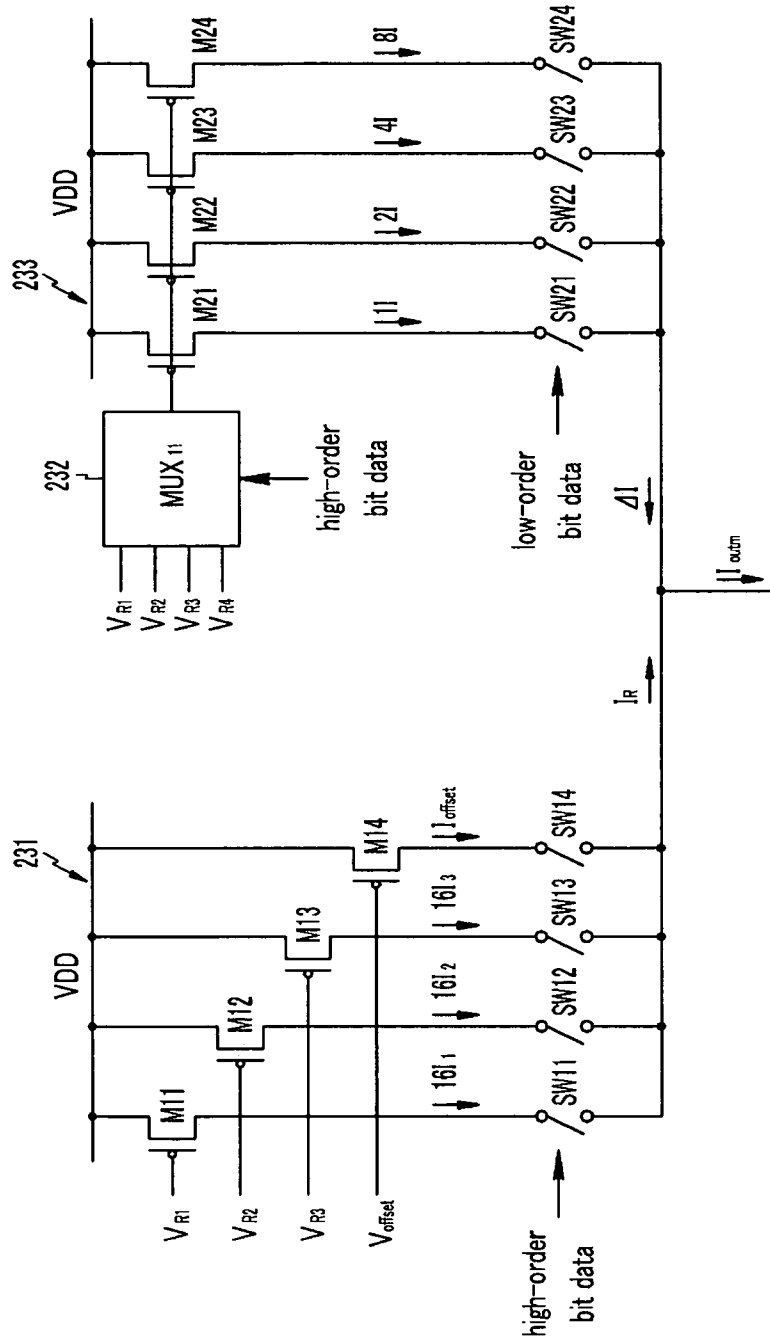 231
VDD
M11
M12
M13
M14
VR1
VR2
VR3
Voffset
16I1
16I2
16I3
Ioffset
high-order
bit data
SW11
SW12
SW13
SW14
IR
ΔI
Ioutm
232
MUX11
VR1
VR2
VR3
VR4
high-order
bit data
233
VDD
M21
M22
M23
M24
1I
2I
4I
8I
low-order
bit data
SW21
SW22
SW23
SW24